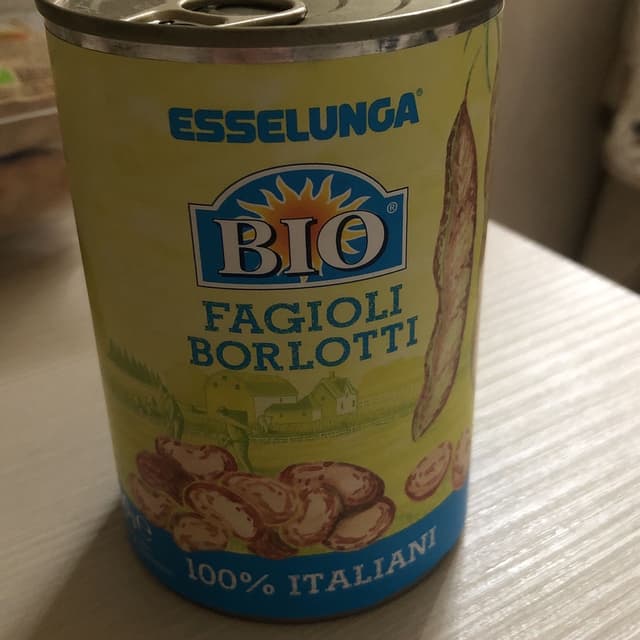 ESSELUNGA®
BIO®
FAGIOLI
BORLOTTI
100% ITALIANI